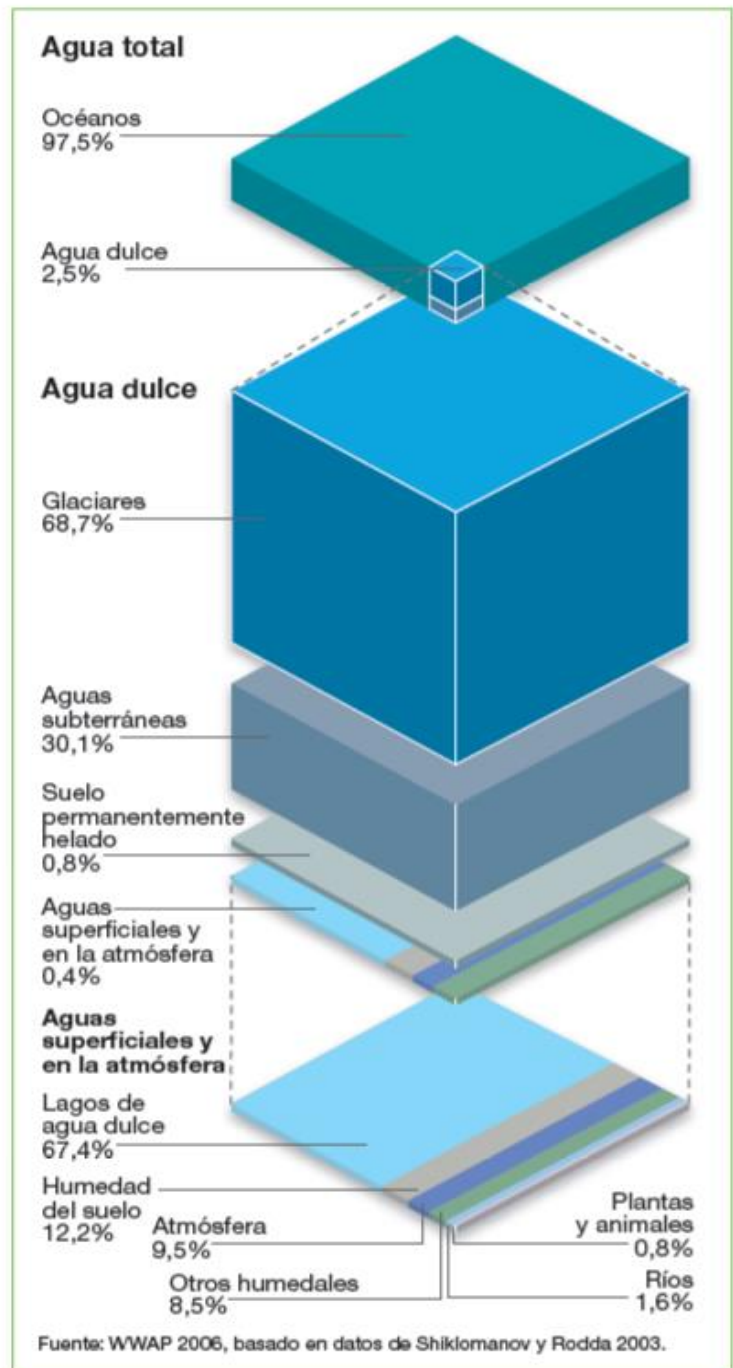 Agua total
Océanos
97,5%
Agua dulce
2,5%
Agua dulce
Glaciares
68,7%
Aguas
subterráneas
30,1%
Suelo
permanentemente
helado
0,8%
Aguas
superficiales y
en la atmósfera
0,4%
Aguas
superficiales y
en la atmósfera
Lagos de
agua dulce
67,4%
Humedad
del suelo
12,2%
Atmósfera
9,5%
Otros humedales
8,5%
Plantas
y animales
0,8%
Ríos
1,6%
Fuente: WWAP 2006, basado en datos de Shiklomanov y Rodda 2003.